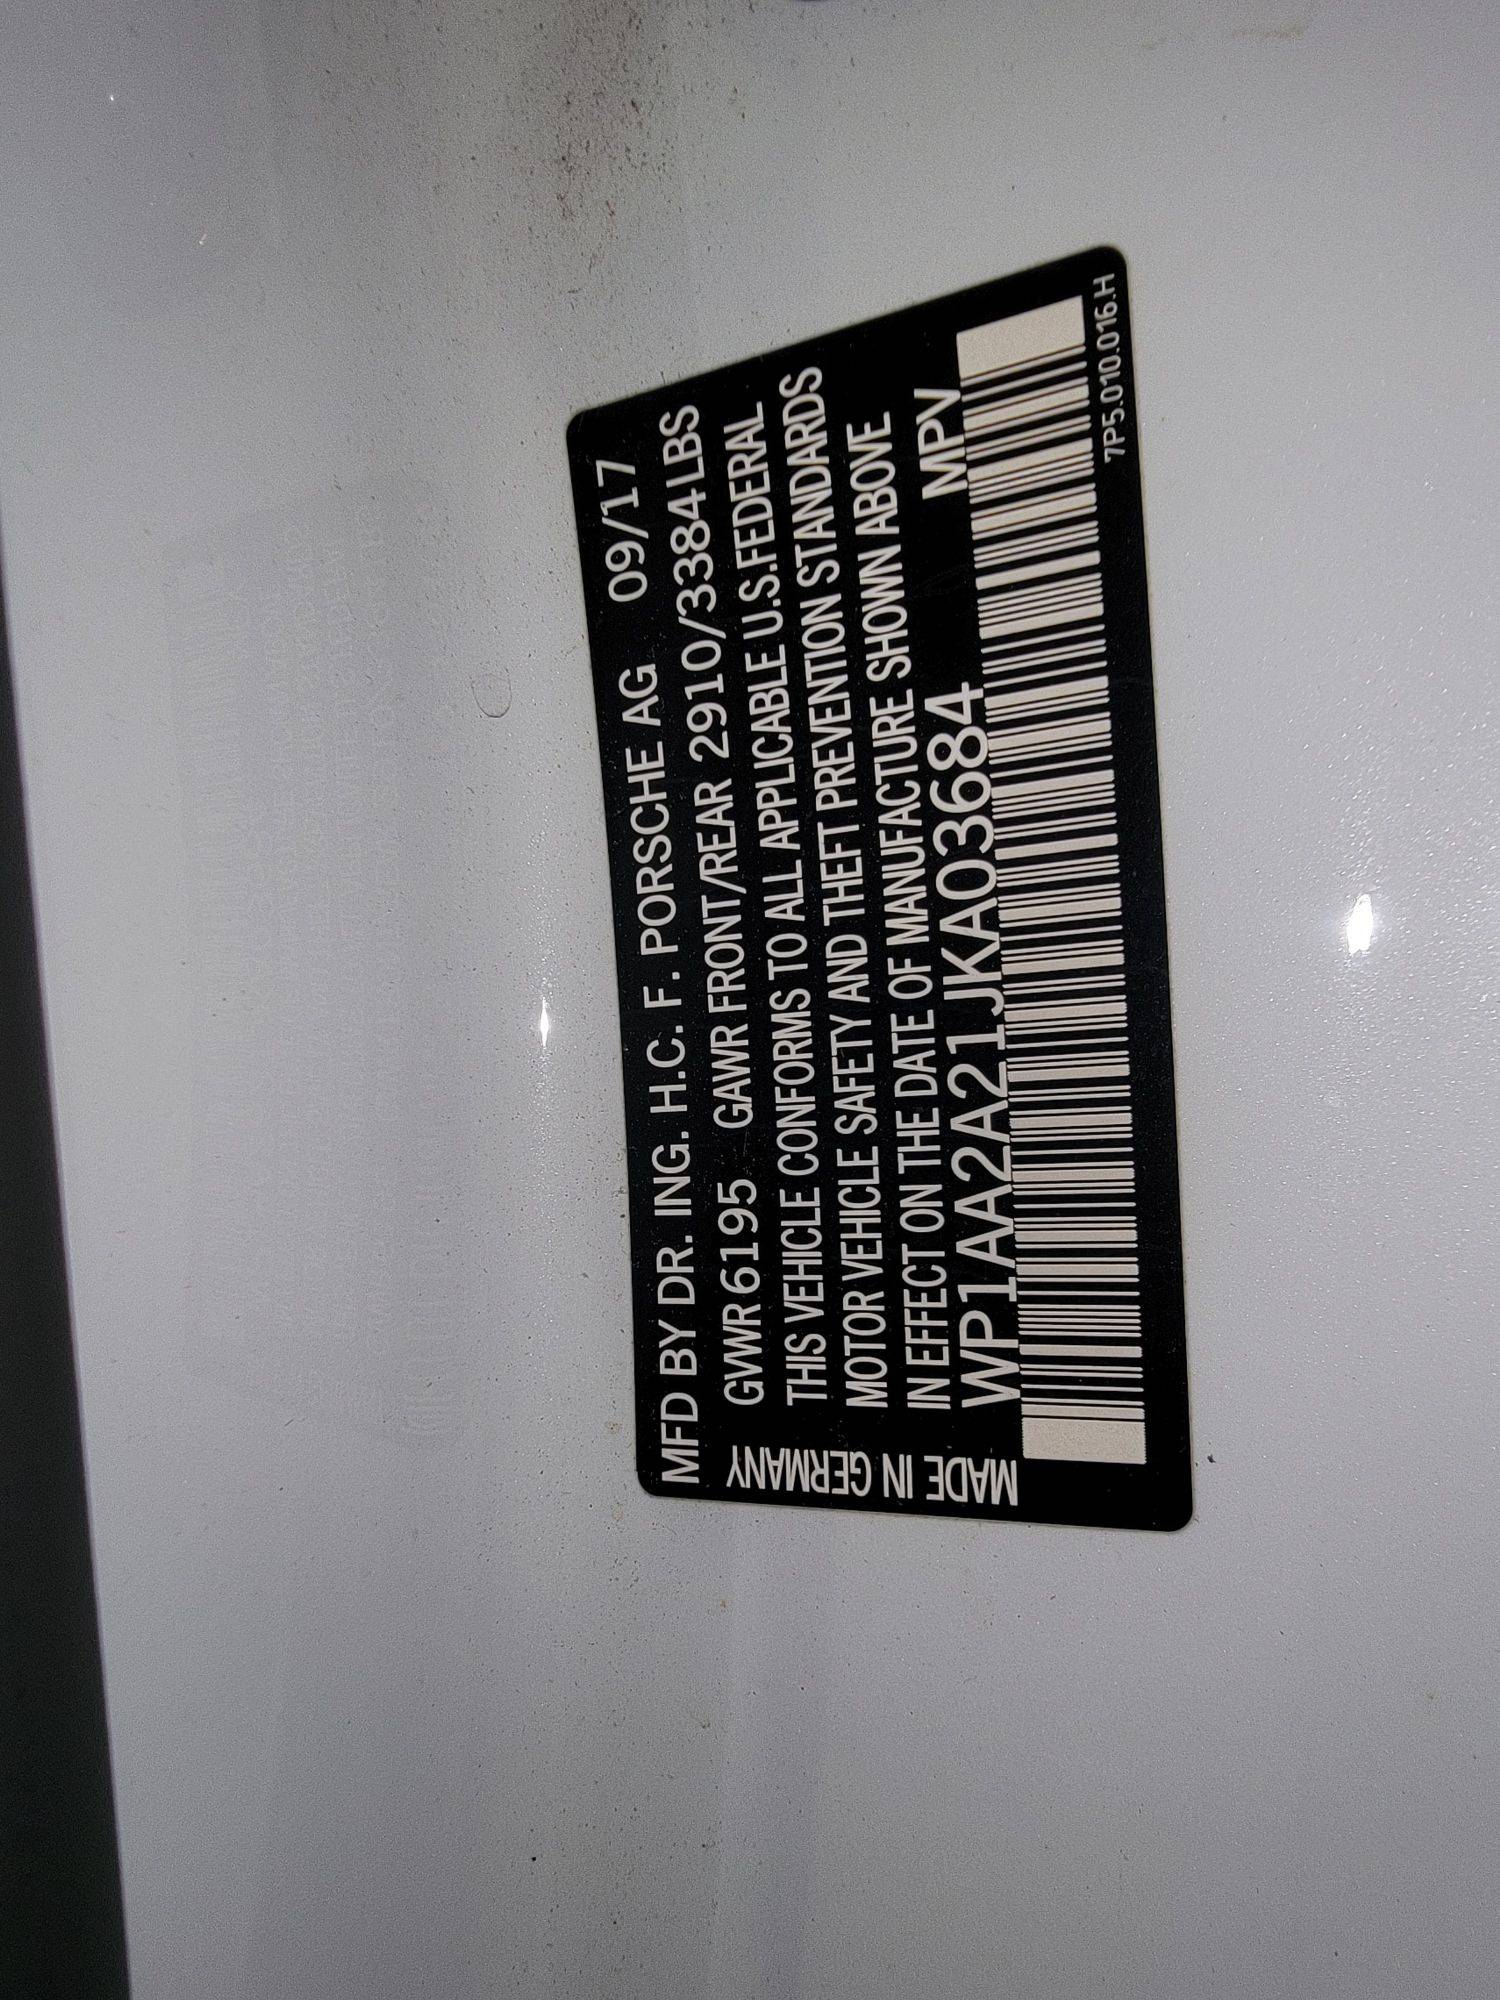 MFD BY DR. ING. H.C. F. PORSCHE AG 09/17
GVWR 6195 GAWR FRONT/REAR 2910/3384LBS
THIS VEHICLE CONFORMS TO ALL APPLICABLE U.S.FEDERAL
MOTOR VEHICLE SAFETY AND THEFT PREVENTION STANDARDS
IN EFFECT ON THE DATE OF MANUFACTURE SHOWN ABOVE
WP1AA2A21JKA03684 MPV
7P5.010.016.H
MADE IN GERMANY